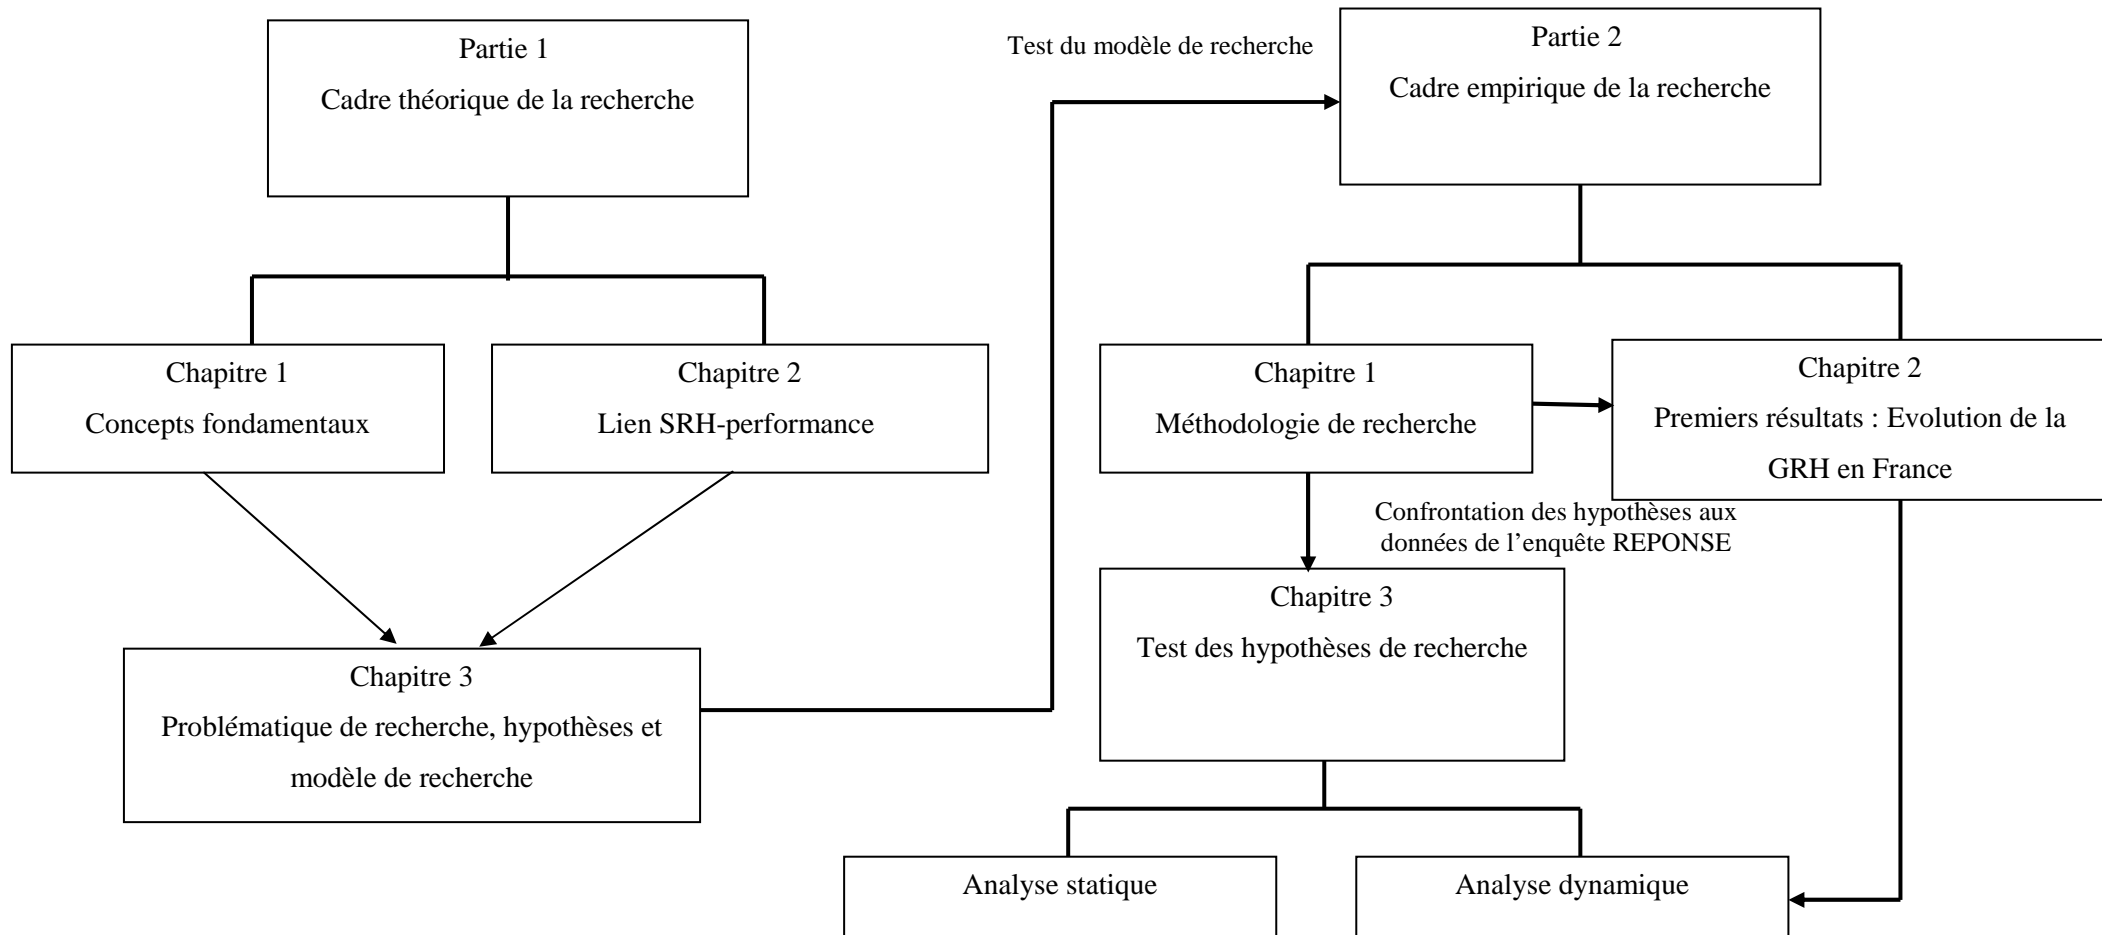 Partie 1
Cadre théorique de la recherche
Chapitre 1
Concepts fondamentaux
Chapitre 2
Lien SRH-performance
Chapitre 3
Problématique de recherche, hypothèses et
modèle de recherche
Test du modèle de recherche
Partie 2
Cadre empirique de la recherche
Chapitre 1
Méthodologie de recherche
Chapitre 2
Premiers résultats : Evolution de la
GRH en France
Confrontation des hypothèses aux
données de l’enquête REPONSE
Chapitre 3
Test des hypothèses de recherche
Analyse statique
Analyse dynamique